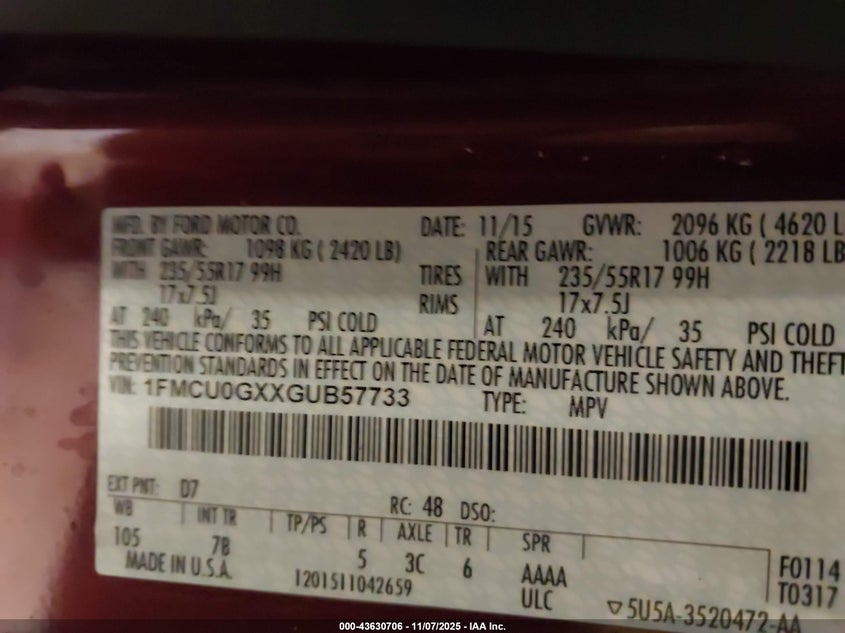 MFD. BY FORD MOTOR CO. DATE: 11/15 GVWR: 2096 KG ( 4620 L
FRONT GAWR: 1098 KG ( 2420 LB) REAR GAWR: 1006 KG ( 2218 LB
WITH 235/55R17 99H TIRES WITH 235/55R17 99H
17x7.5J RIMS 17x7.5J
AT 240 kPa/ 35 PSI COLD AT 240 kPa/ 35 PSI COLD
THIS VEHICLE CONFORMS TO ALL APPLICABLE FEDERAL MOTOR VEHICLE SAFETY AND THEFT
PREVENTION STANDARDS IN EFFECT ON THE DATE OF MANUFACTURE SHOWN ABOVE.
VIN: 1FMCU0GXXGUB57733 TYPE: MPV
EXT PNT: D7 RC: 48 DSO:
WB INT TR TP/PS R AXLE TR SPR
105 7B 5 3C 6 AAAA F0114
MADE IN U.S.A. 1201511042659 ULC T0317
5U5A-3520472-AA
000-43630706 - 11/07/2025 - IAA Inc.